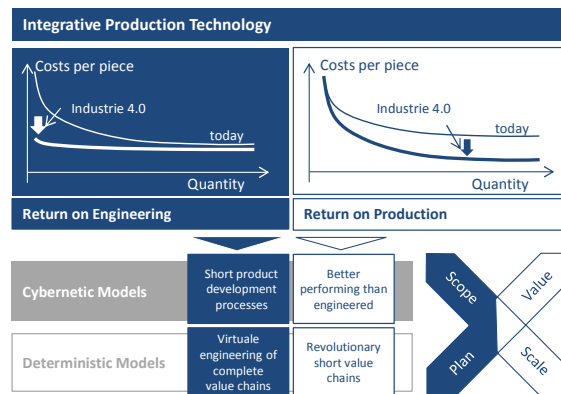 Integrative Production Technology
Costs per piece
Industrie 4.0
today
Quantity
Costs per piece
Industrie 4.0
today
Quantity
Return on Engineering
Return on Production
Cybernetic Models
Short product
development
processes
Better
performing than
engineered
Deterministic Models
Virtuale
engineering of
complete
value chains
Revolutionary
short value
chains
Scope
Value
Plan
Scale